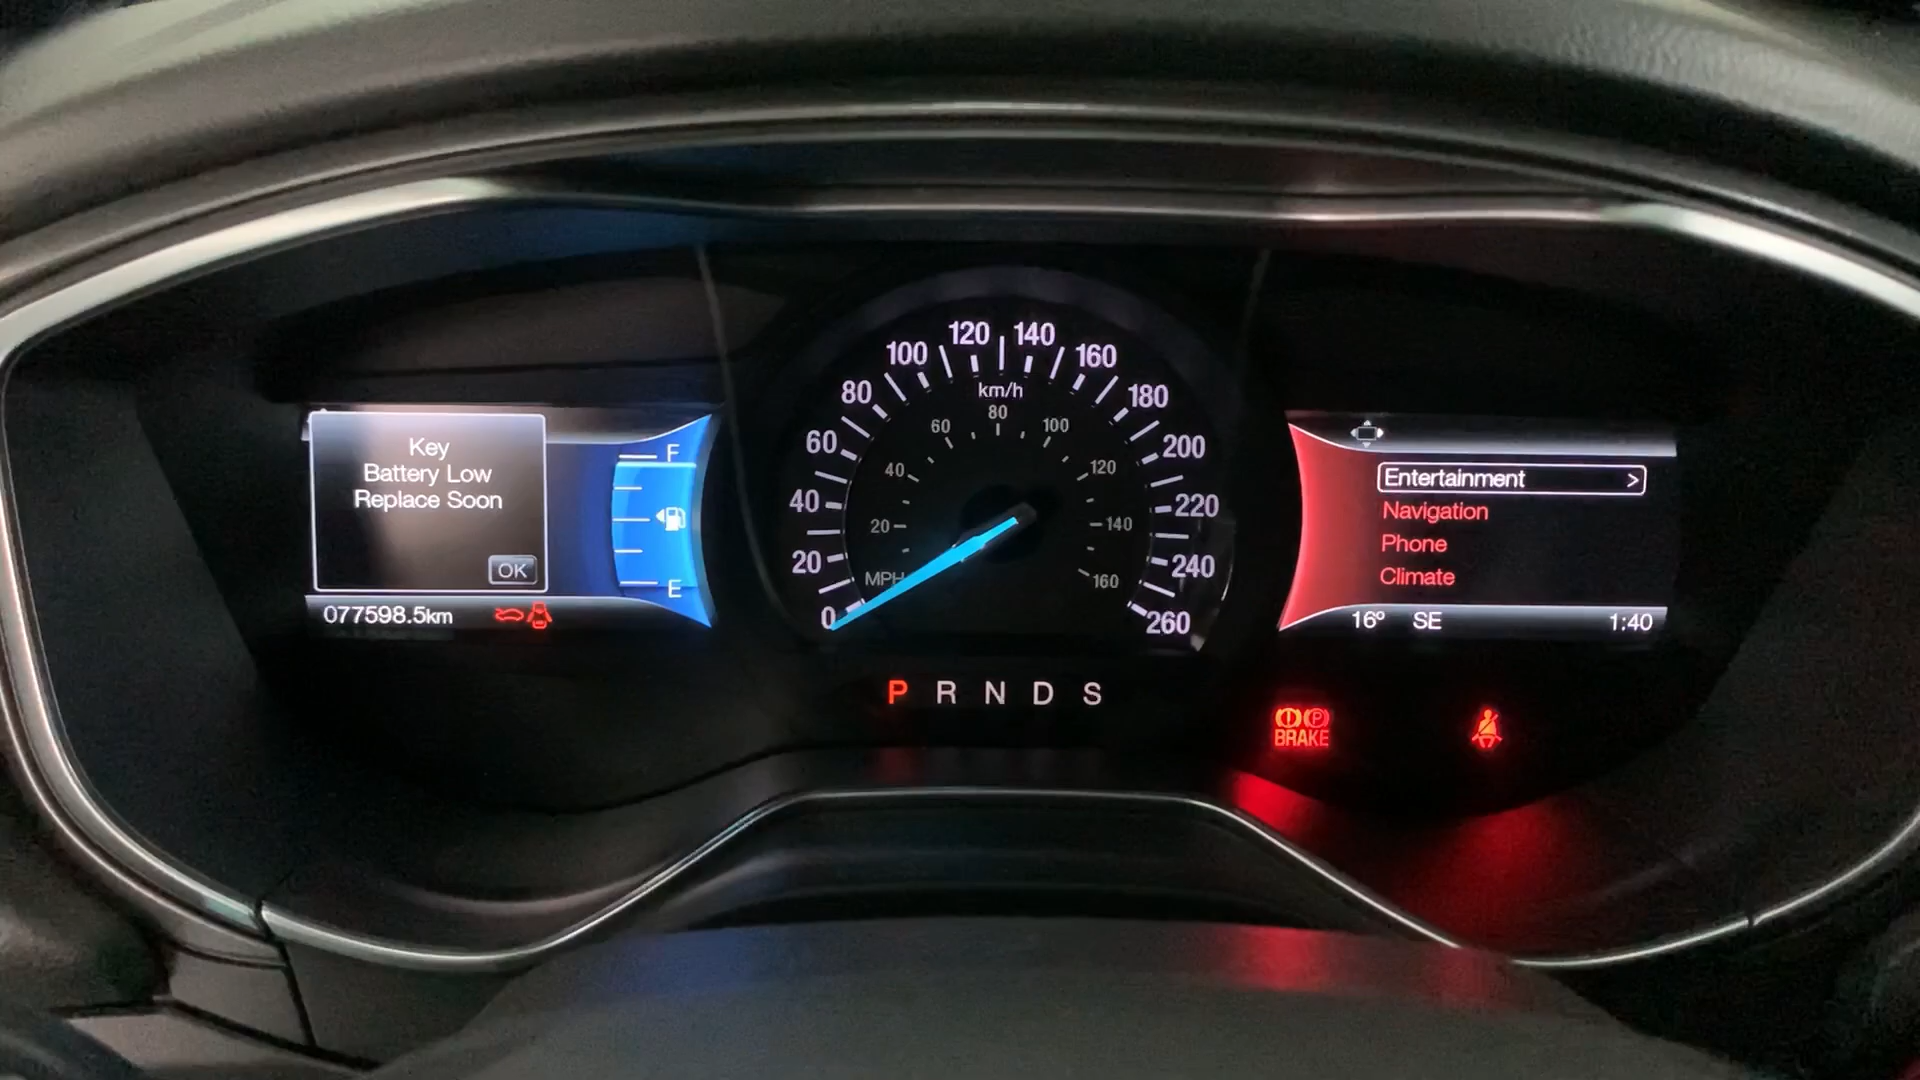 Key
Battery Low
Replace Soon
OK
F
E
077598.5km
0
20
40
60
80
100
120
140
160
180
200
220
240
260
km/h
20
40
60
80
100
120
140
160
MPH
P R N D S
Entertainment >
Navigation
Phone
Climate
16° SE 1:40
(!) (P)
BRAKE